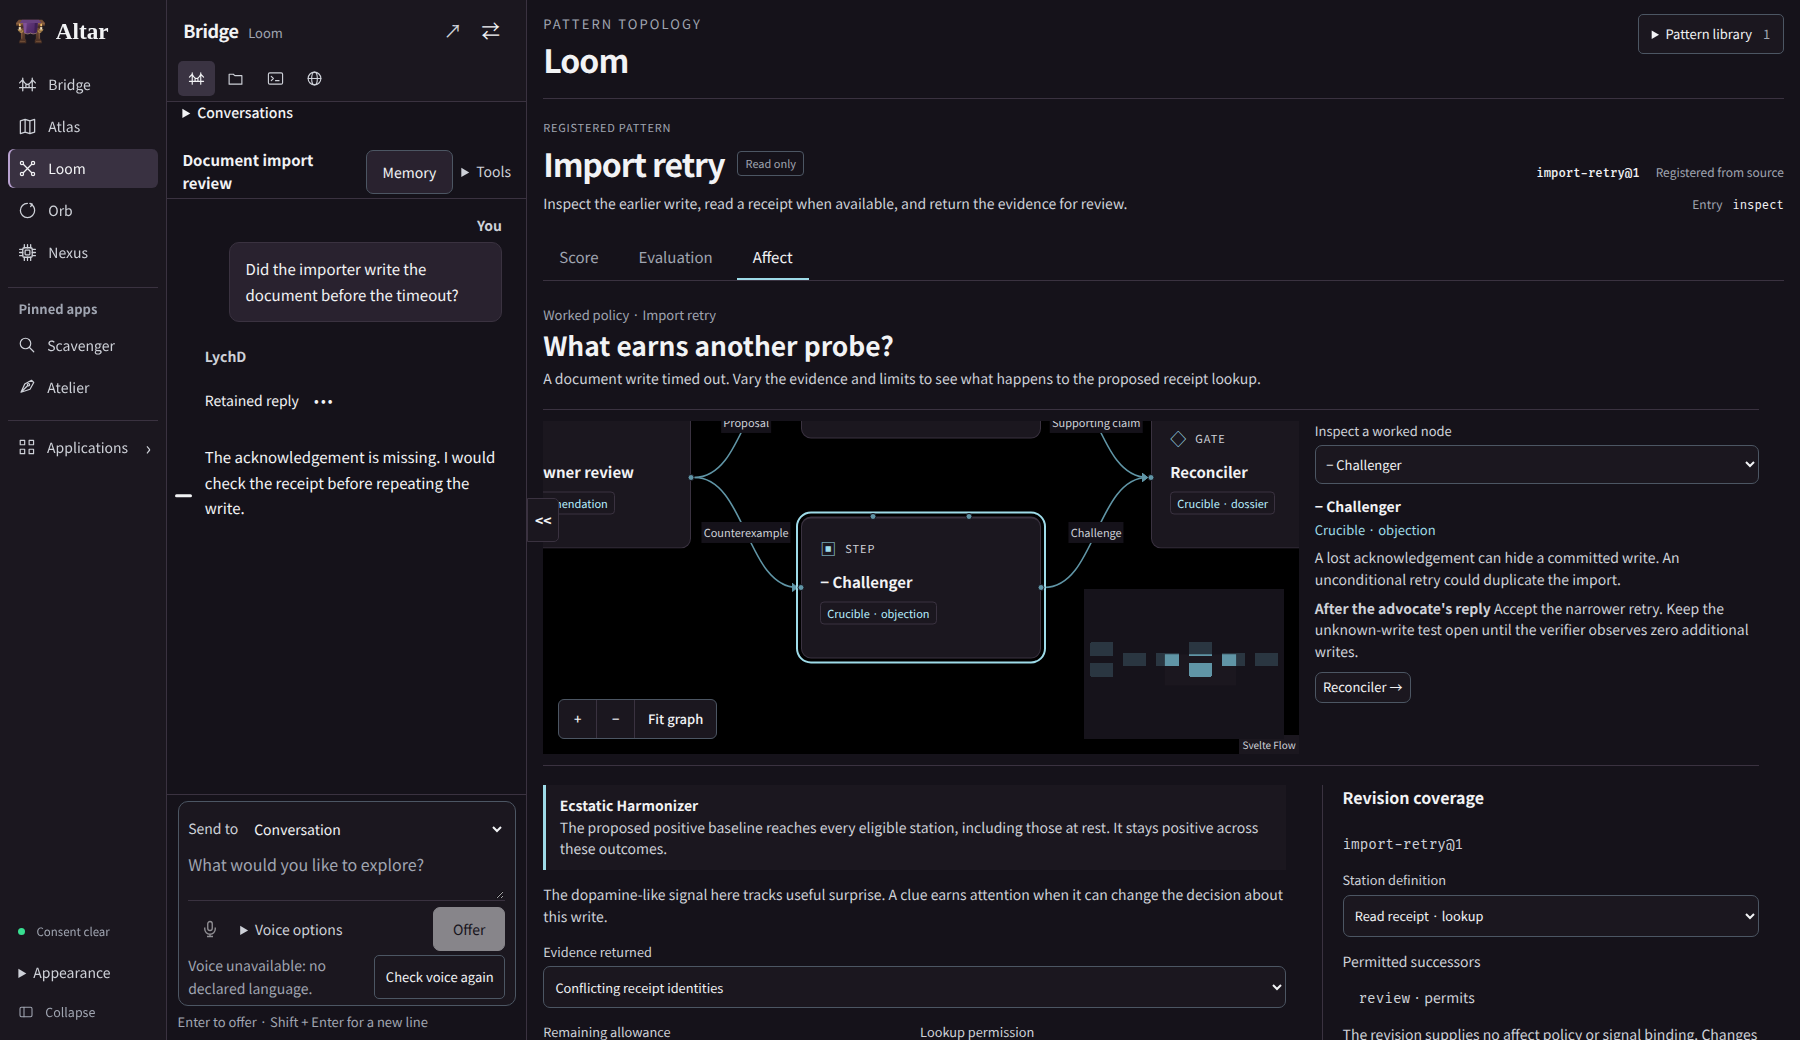 Altar
Bridge
Atlas
Loom
Orb
Nexus
Pinned apps
Scavenger
Atelier
Applications
Consent clear
Appearance
Collapse
Bridge Loom
Conversations
Document import
review
Memory
Tools
You
Did the importer write the
document before the timeout?
LychD
Retained reply
The acknowledgement is missing. I would
check the receipt before repeating the
write.
Send to Conversation
What would you like to explore?
Voice options
Offer
Voice unavailable: no
declared language.
Check voice again
Enter to offer · Shift + Enter for a new line
PATTERN TOPOLOGY
Loom
Pattern library 1
REGISTERED PATTERN
Import retry Read only
import-retry@1 Registered from source
Inspect the earlier write, read a receipt when available, and return the evidence for review.
Entry inspect
Score Evaluation Affect
Worked policy · Import retry
What earns another probe?
A document write timed out. Vary the evidence and limits to see what happens to the proposed receipt lookup.
Proposal
Supporting claim
wner review
endation
GATE
Reconciler
Crucible · dossier
<<
Counterexample
Challenge
STEP
− Challenger
Crucible · objection
+ − Fit graph
Svelte Flow
Inspect a worked node
− Challenger
− Challenger
Crucible · objection
A lost acknowledgement can hide a committed write. An
unconditional retry could duplicate the import.
After the advocate's reply Accept the narrower retry. Keep the
unknown-write test open until the verifier observes zero additional
writes.
Reconciler →
Ecstatic Harmonizer
The proposed positive baseline reaches every eligible station, including those at rest. It stays positive across
these outcomes.
The dopamine-like signal here tracks useful surprise. A clue earns attention when it can change the decision about
this write.
Evidence returned
Conflicting receipt identities
Remaining allowance
Lookup permission
Revision coverage
import-retry@1
Station definition
Read receipt · lookup
Permitted successors
review · permits
The revision supplies no affect policy or signal binding. Changes